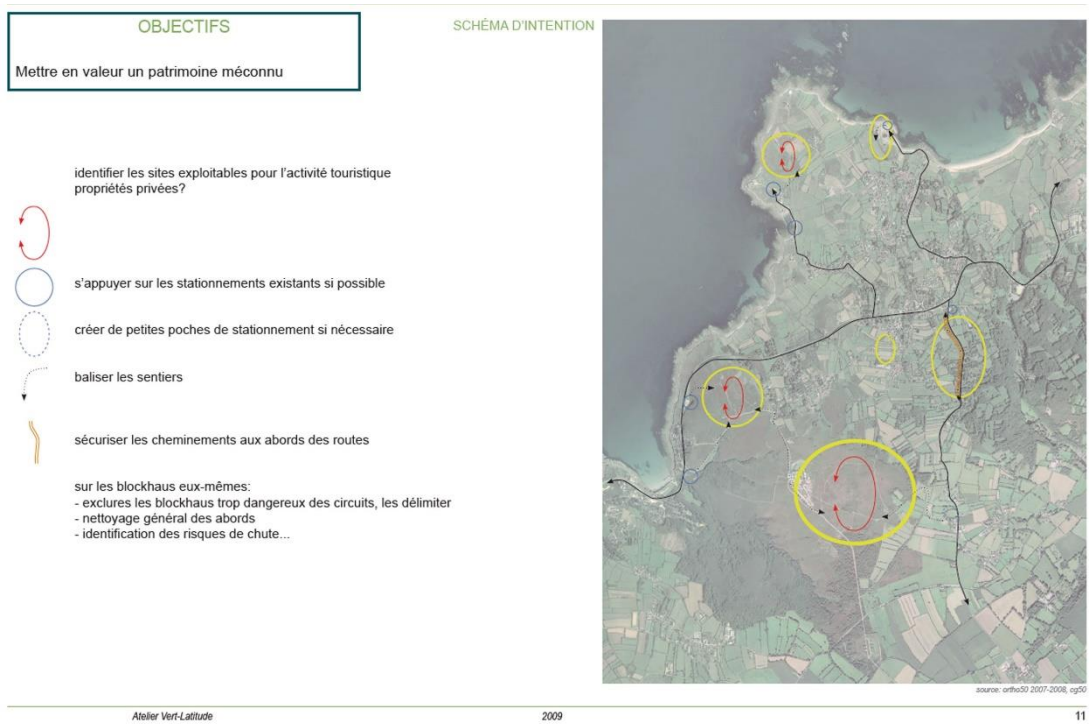 OBJECTIFS
Mettre en valeur un patrimoine méconnu
SCHÉMA D'INTENTION
identifier les sites exploitables pour l'activité touristique
propriétés privées?
s'appuyer sur les stationnements existants si possible
créer de petites poches de stationnement si nécessaire
baliser les sentiers
sécuriser les cheminements aux abords des routes
sur les blockhaus eux-mêmes:
- exclures les blockhaus trop dangereux des circuits, les délimiter
- nettoyage général des abords
- identification des risques de chute...
source: ortho50 2007-2008, cg50
Atelier Vert-Latitude
2009
11